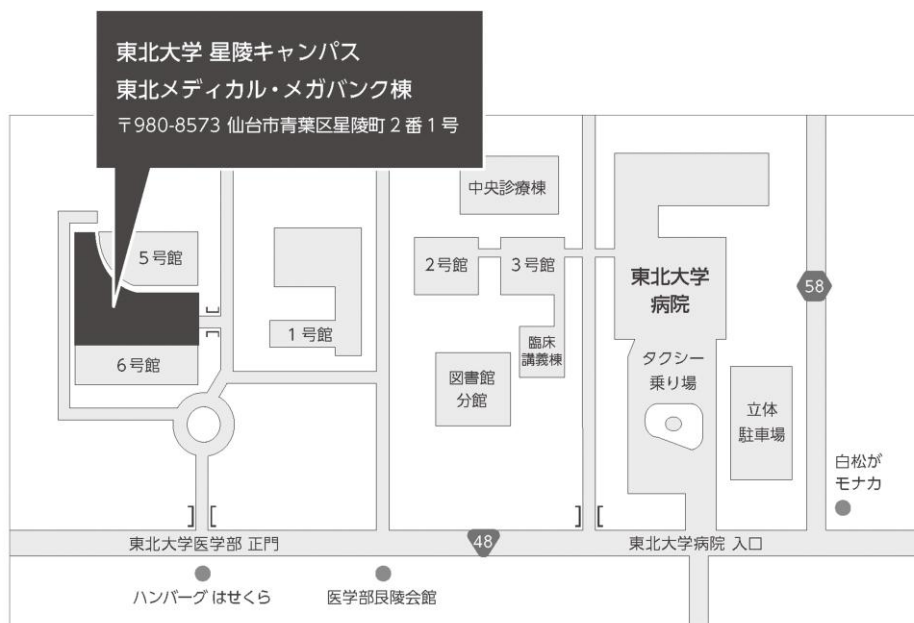 東北大学 星陵キャンパス
東北メディカル・メガバンク棟
〒980-8573 仙台市青葉区星陵町2番1号
中央診療棟
5号館
2号館
3号館
東北大学
病院
58
1号館
臨床
講義棟
6号館
図書館
分館
タクシー
乗り場
立体
駐車場
白松が
モナカ
東北大学医学部 正門
48
東北大学病院 入口
ハンバーグ はせくら
医学部艮陵会館